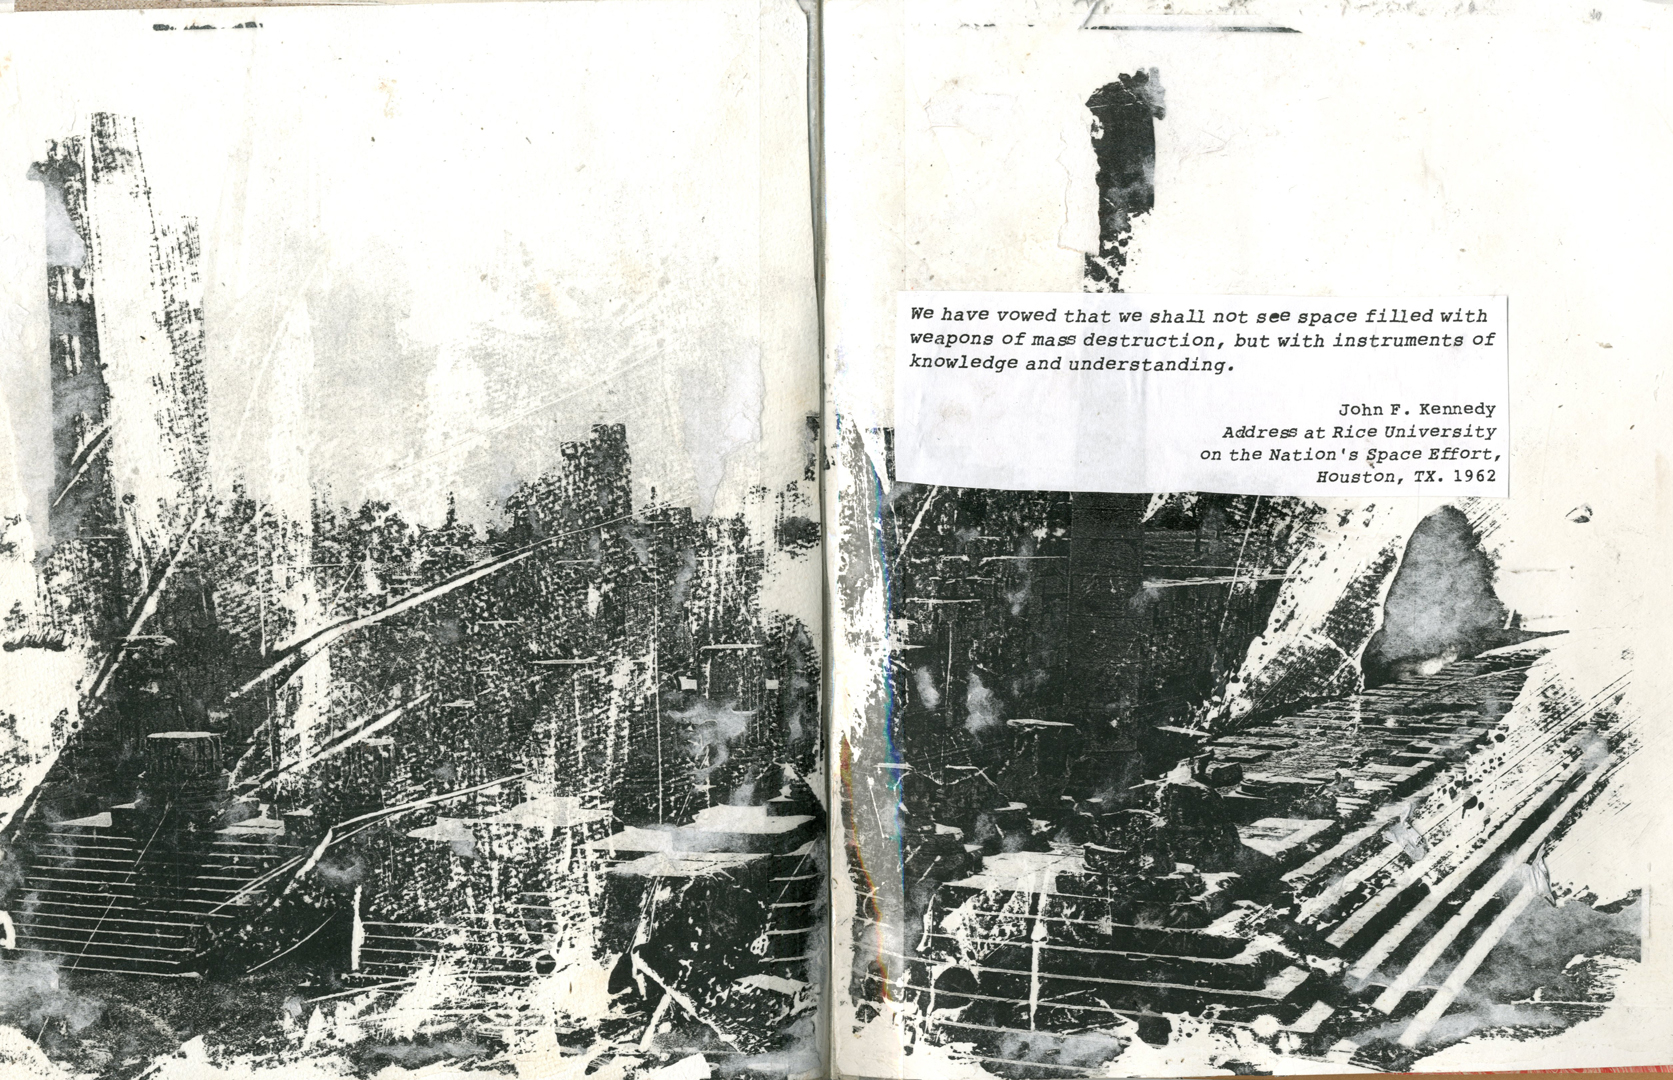 We have vowed that we shall not see space filled with
weapons of mass destruction, but with instruments of
knowledge and understanding.
John F. Kennedy
Address at Rice University
on the Nation's Space Effort,
Houston, TX. 1962